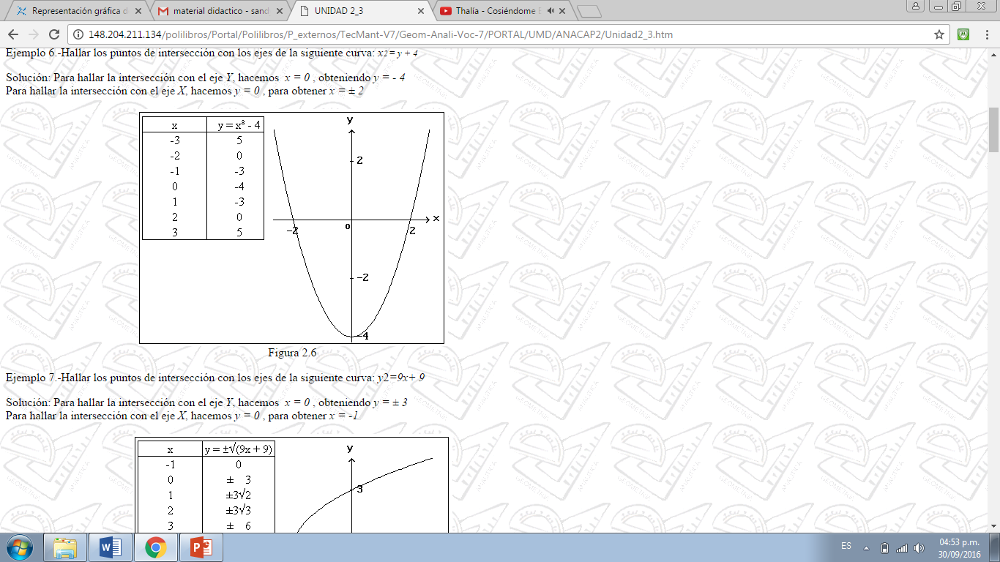 Representación gráfica d
material didactico - sand
UNIDAD 2_3
Thalía - Cosiéndome
148.204.211.134/polilibros/Portal/Polilibros/P_externos/TecMant-V7/Geom-Anali-Voc-7/PORTAL/UMD/ANACAP2/Unidad2_3.htm
Ejemplo 6.-Hallar los puntos de intersección con los ejes de la siguiente curva: x2 = y + 4
Solución: Para hallar la intersección con el eje Y, hacemos x = 0 , obteniendo y = - 4
Para hallar la intersección con el eje X, hacemos y = 0 , para obtener x = ± 2
x y = x² - 4
-3 5
-2 0
-1 -3
0 -4
1 -3
2 0
3 5
y
2
x
-2 0 2
-2
-4
Figura 2.6
Ejemplo 7.-Hallar los puntos de intersección con los ejes de la siguiente curva: y2=9x+ 9
Solución: Para hallar la intersección con el eje Y, hacemos x = 0 , obteniendo y = ± 3
Para hallar la intersección con el eje X, hacemos y = 0 , para obtener x = -1
x y = ±√(9x + 9)
-1 0
0 ± 3
1 ±3√2
2 ±3√3
3 ± 6
y
3
ES
04:53 p.m.
30/09/2016